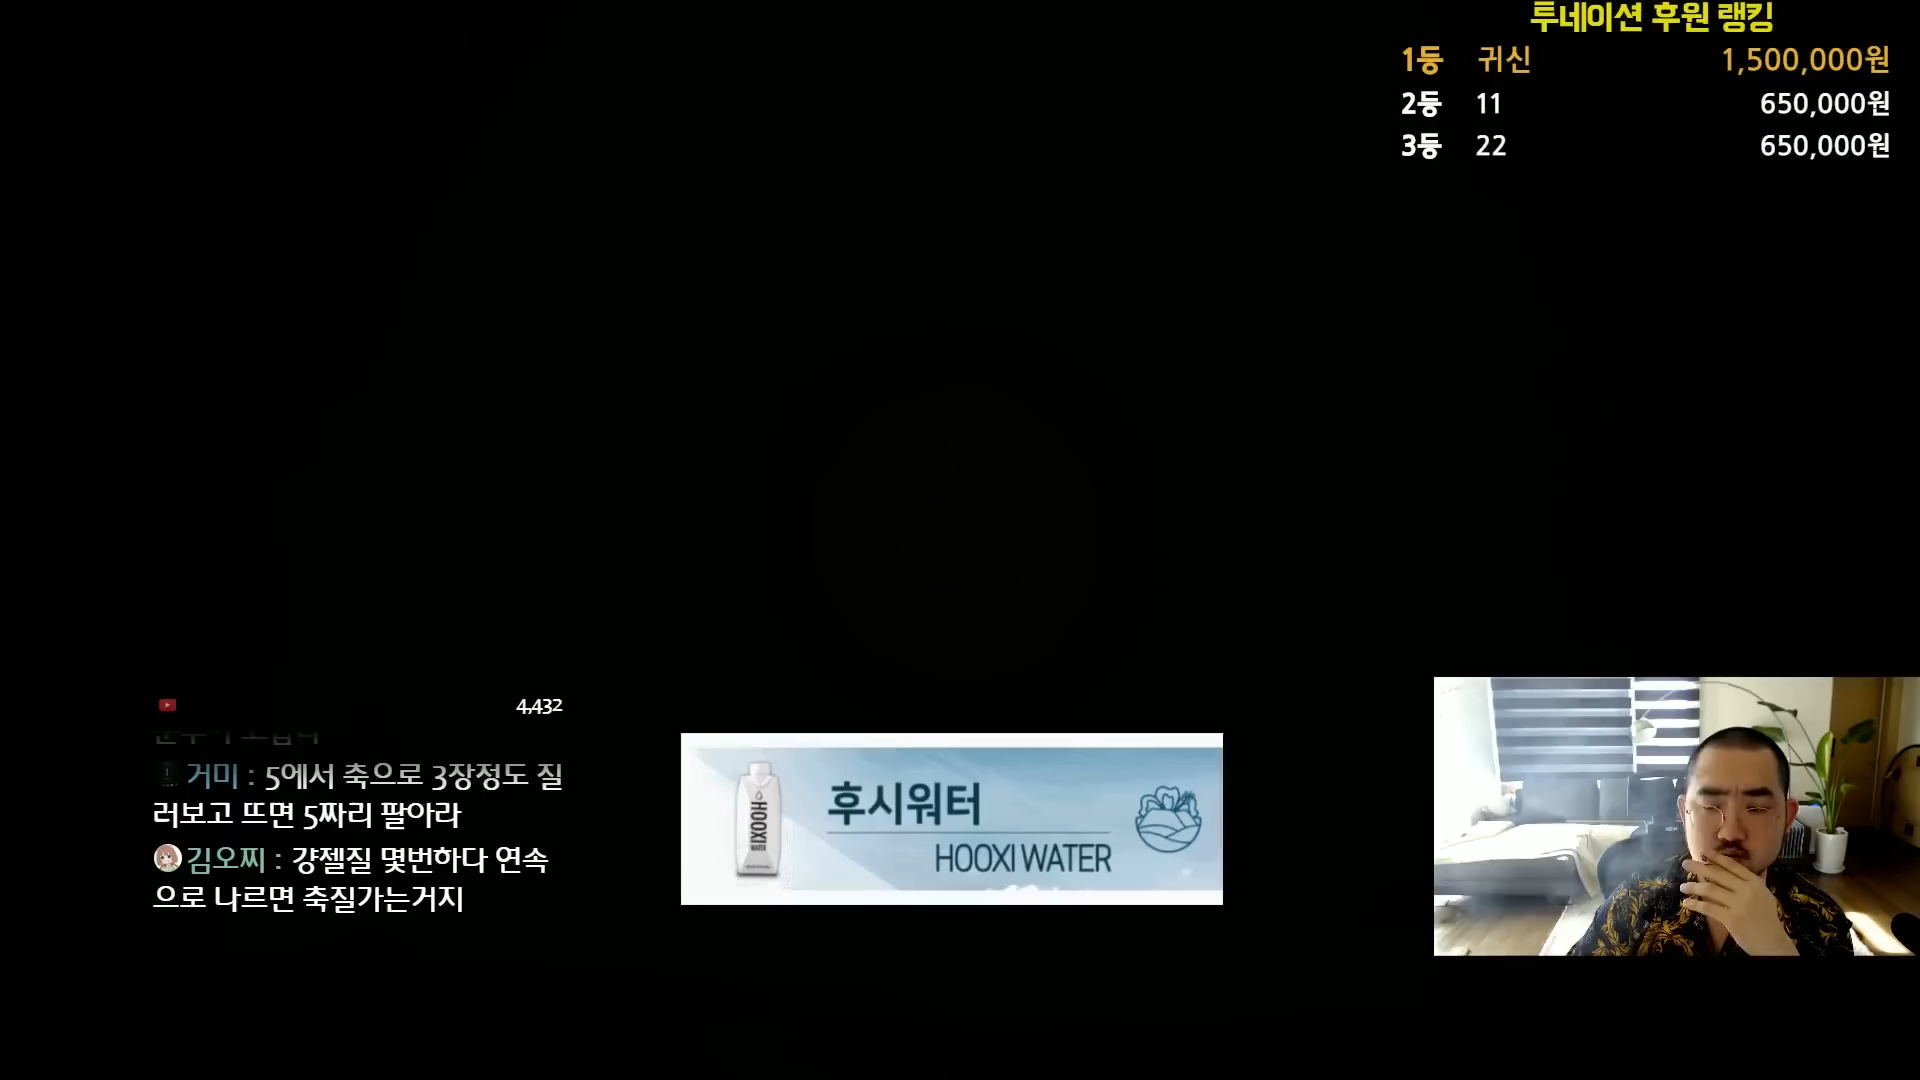 투네이션 후원 랭킹
1등 귀신 1,500,000원
2등 11 650,000원
3등 22 650,000원
4,432
거미 : 5에서 축으로 3장정도 질
러보고 뜨면 5짜리 팔아라
김오찌 : 걍젤질 몇번하다 연속
으로 나르면 축질가는거지
후시워터
HOOXI WATER
HOOXI
WATER